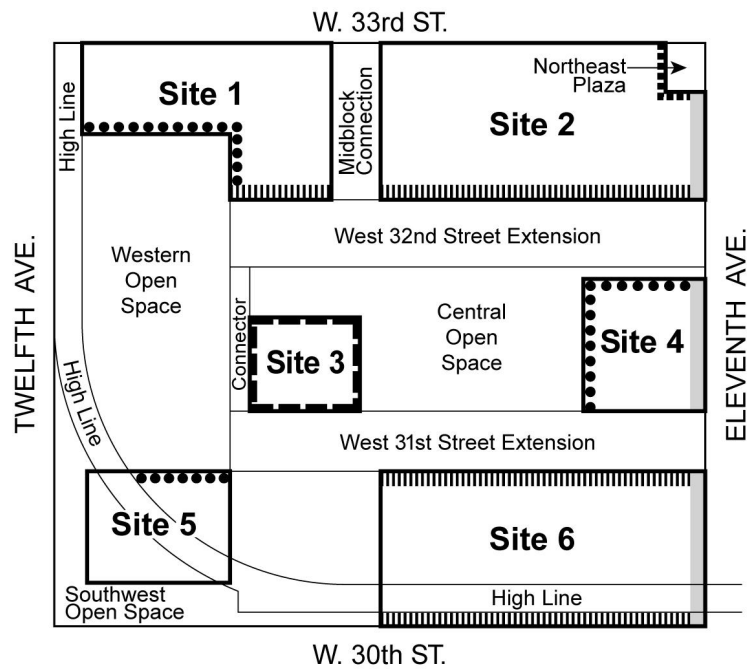 W. 33rd ST.
High Line
Site 1
Midblock
Connection
Northeast
Plaza
Site 2
TWELFTH AVE.
Western
Open
Space
West 32nd Street Extension
Connector
Site 3
Central
Open
Space
Site 4
ELEVENTH AVE.
High Line
West 31st Street Extension
Site 5
Site 6
Southwest
Open Space
High Line
W. 30th ST.